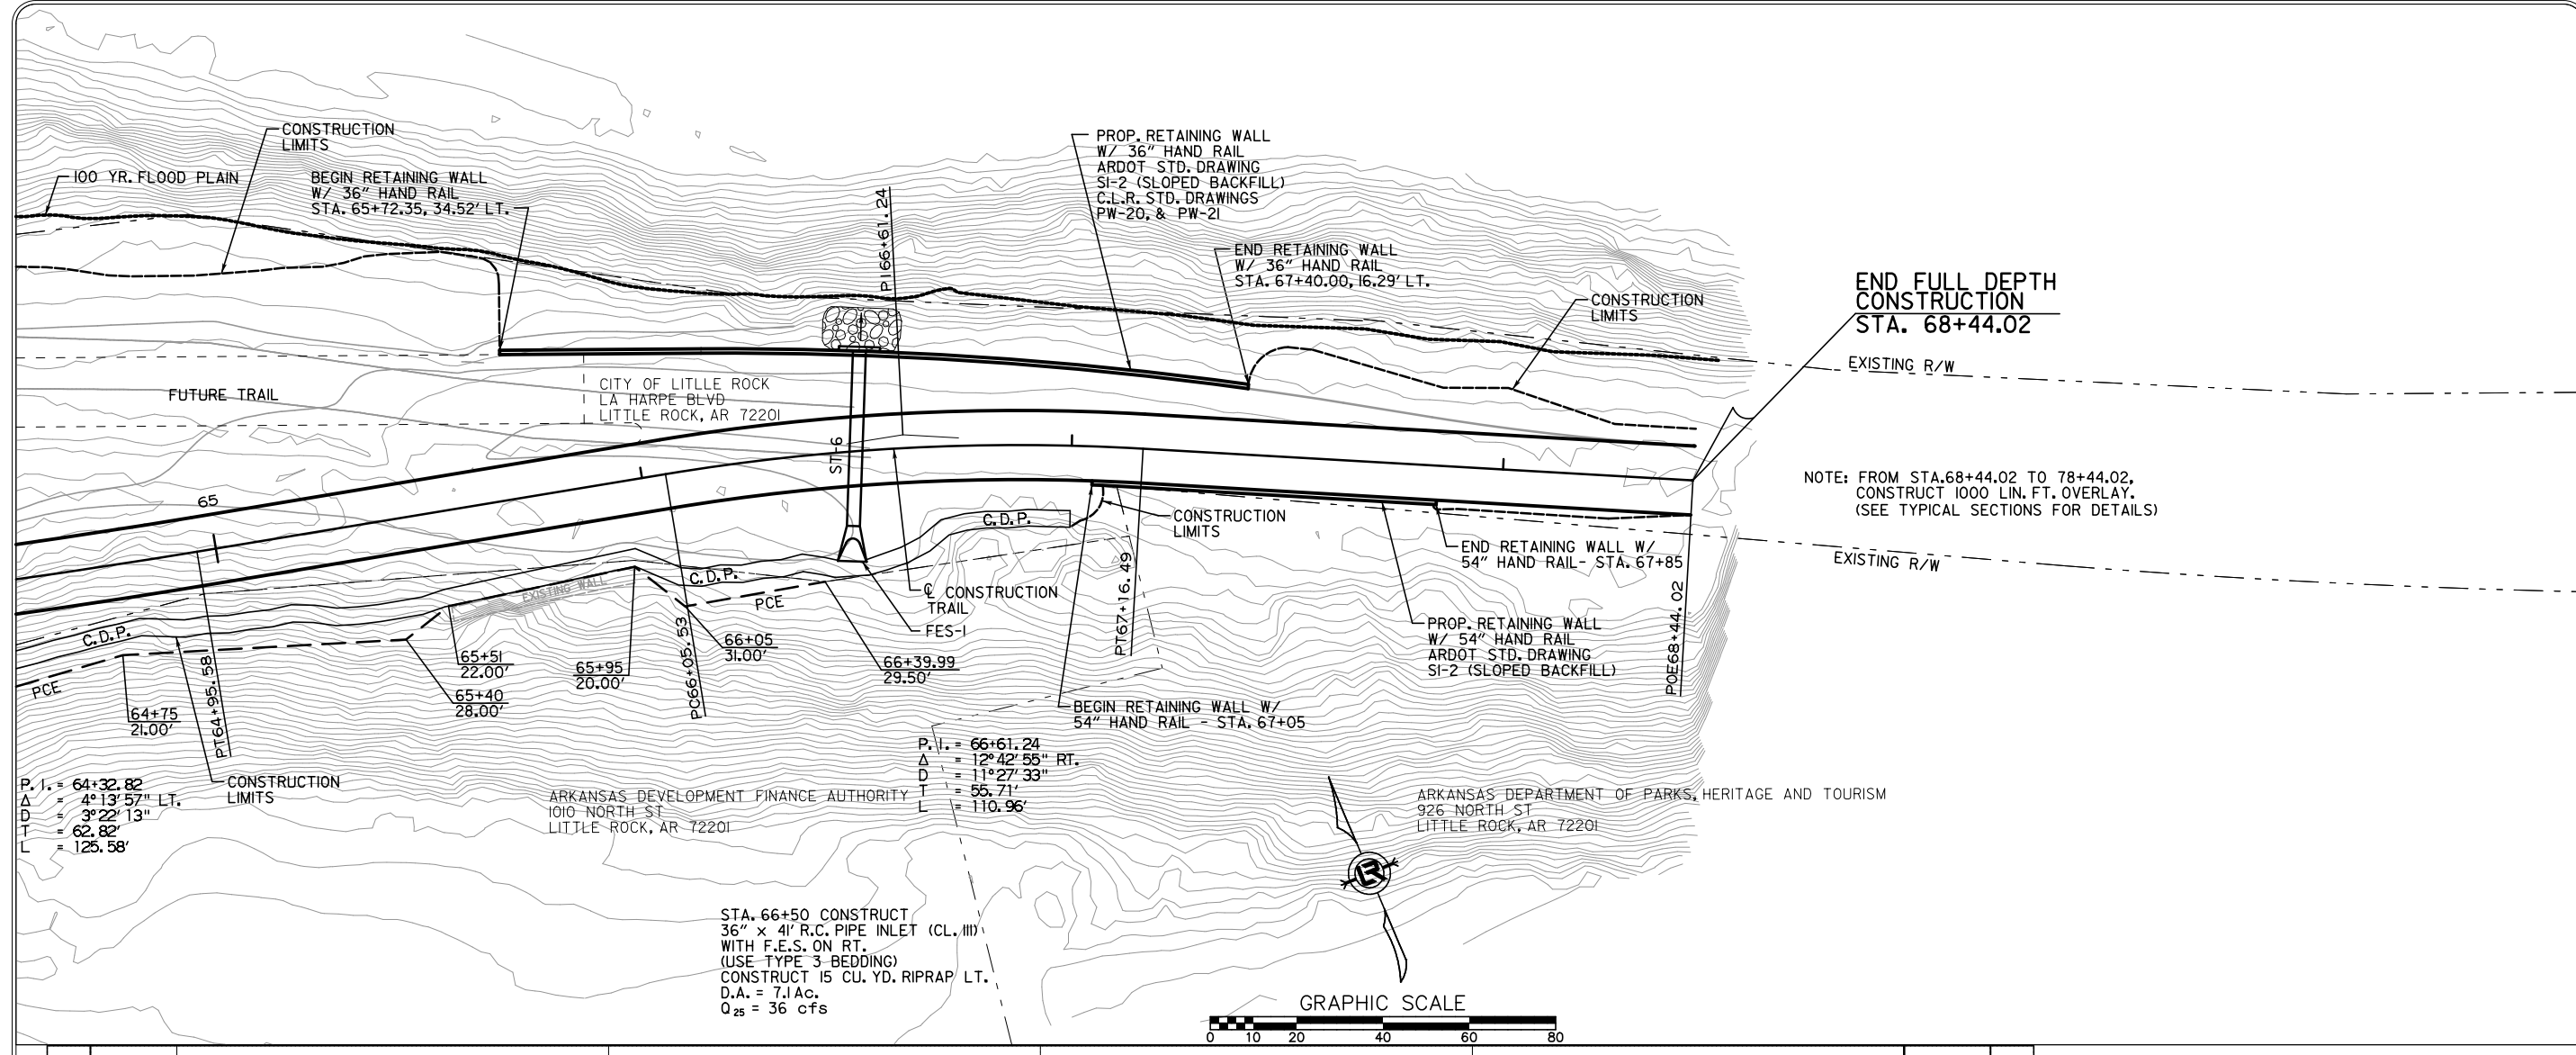 CONSTRUCTION
LIMITS
100 YR. FLOOD PLAIN
BEGIN RETAINING WALL
W/ 36" HAND RAIL
STA. 65+72.35, 34.52' LT.
PI66+61.24
PROP. RETAINING WALL
W/ 36" HAND RAIL
ARDOT STD. DRAWING
SI-2 (SLOPED BACKFILL)
C.L.R. STD. DRAWINGS
PW-20, & PW-21
END RETAINING WALL
W/ 36" HAND RAIL
STA. 67+40.00, 16.29' LT.
CONSTRUCTION
LIMITS
END FULL DEPTH
CONSTRUCTION
STA. 68+44.02
EXISTING R/W
FUTURE TRAIL
CITY OF LITLLE ROCK
LA HARPE BLVD
LITTLE ROCK, AR 72201
ST-6
65
NOTE: FROM STA.68+44.02 TO 78+44.02,
CONSTRUCT 1000 LIN. FT. OVERLAY.
(SEE TYPICAL SECTIONS FOR DETAILS)
C.D.P.
CONSTRUCTION
LIMITS
END RETAINING WALL W/
54" HAND RAIL- STA. 67+85
EXISTING R/W
EXISTING WALL
C.D.P.
PCE
℄ CONSTRUCTION
TRAIL
FES-1
PT67+16.49
POE68+44.02
PROP. RETAINING WALL
W/ 54" HAND RAIL
ARDOT STD. DRAWING
SI-2 (SLOPED BACKFILL)
C.D.P.
PCE
64+75
21.00'
PT64+95.58
65+51
22.00'
65+40
28.00'
65+95
20.00'
PC66+05.53
66+05
31.00'
66+39.99
29.50'
BEGIN RETAINING WALL W/
54" HAND RAIL - STA. 67+05
P.I. = 64+32.82
Δ = 4°13'57" LT.
D = 3°22'13"
T = 62.82'
L = 125.58'
CONSTRUCTION
LIMITS
ARKANSAS DEVELOPMENT FINANCE AUTHORITY
1010 NORTH ST
LITTLE ROCK, AR 72201
P.I. = 66+61.24
Δ = 12°42'55" RT.
D = 11°27'33"
T = 55.71'
L = 110.96'
ARKANSAS DEPARTMENT OF PARKS, HERITAGE AND TOURISM
926 NORTH ST
LITTLE ROCK, AR 72201
LR
STA. 66+50 CONSTRUCT
36" x 41' R.C. PIPE INLET (CL. III)
WITH F.E.S. ON RT.
(USE TYPE 3 BEDDING)
CONSTRUCT 15 CU. YD. RIPRAP LT.
D.A. = 7.1 Ac.
Q25 = 36 cfs
GRAPHIC SCALE
0 10 20 40 60 80